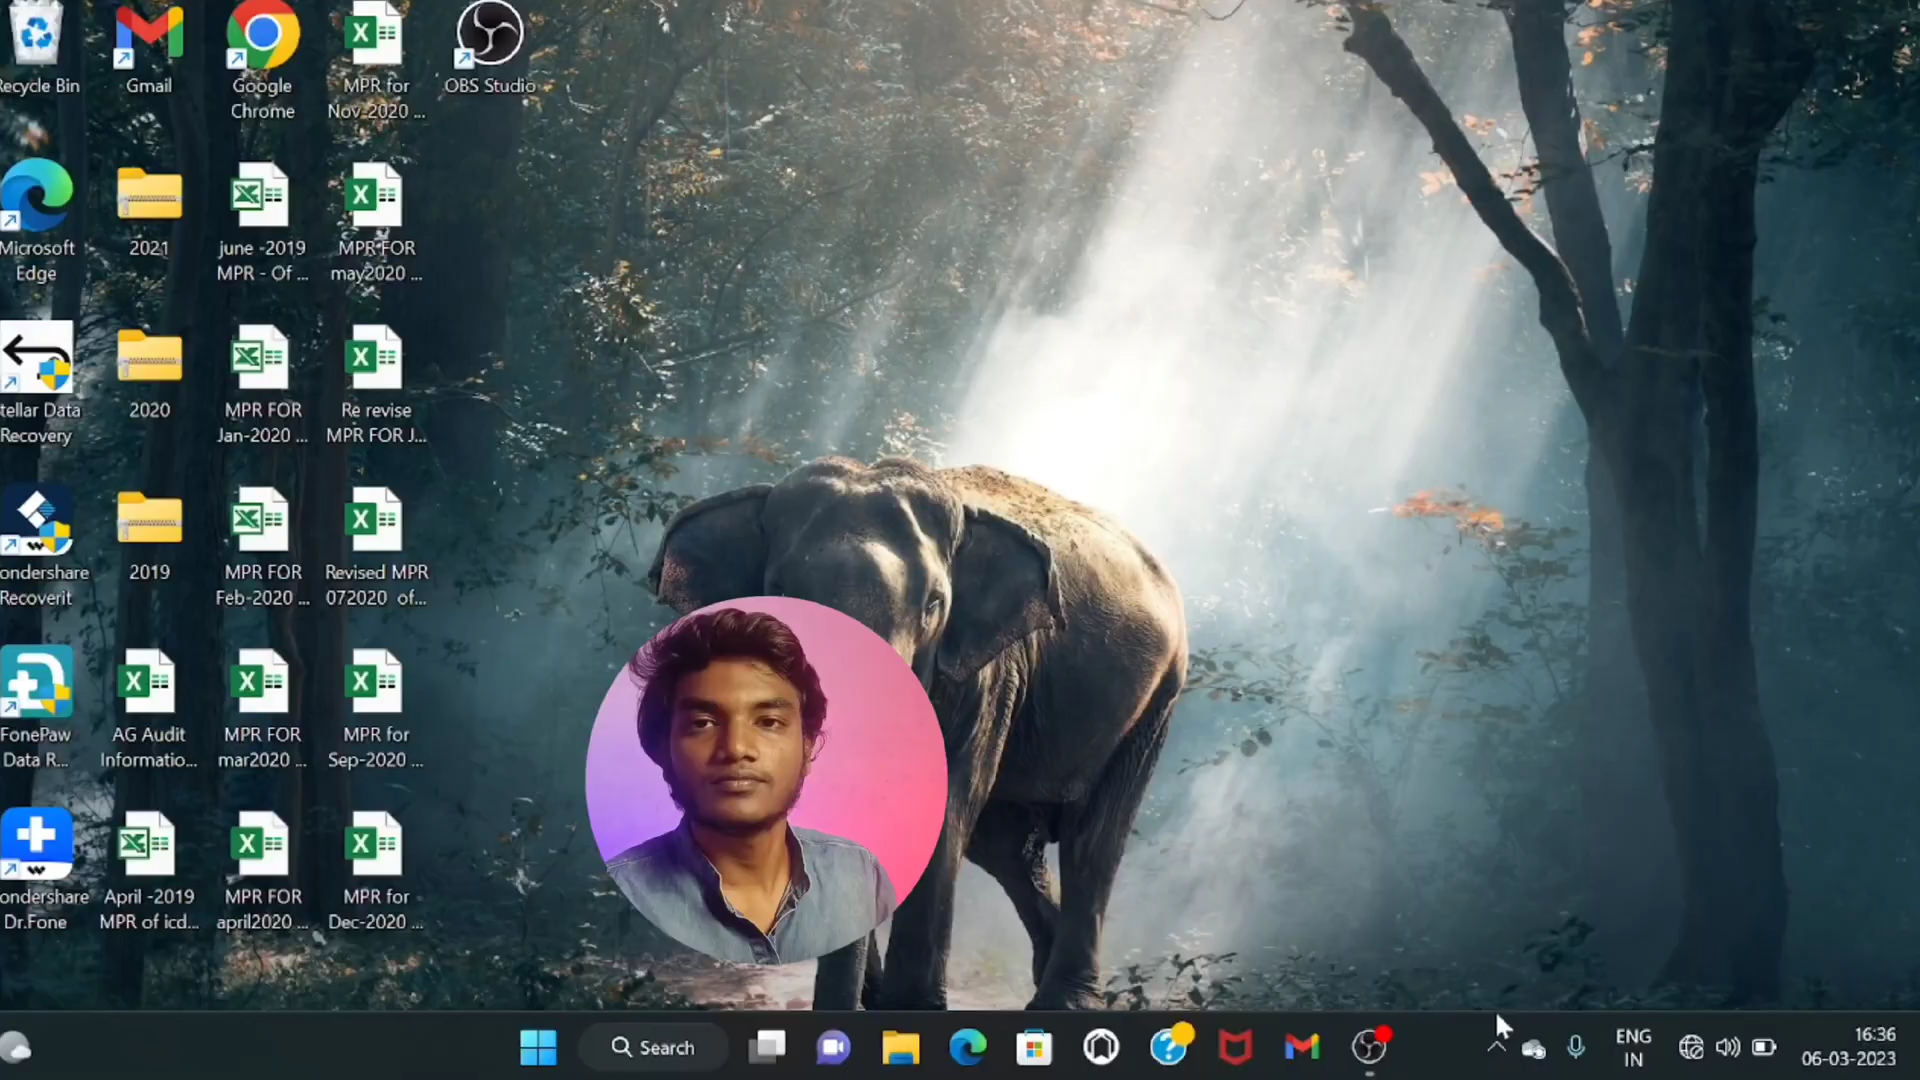 Recycle Bin
Gmail
Google
Chrome
MPR for
Nov-2020 ...
OBS Studio
Microsoft
Edge
2021
june -2019
MPR - Of ...
MPR FOR
may2020 ...
tellar Data
Recovery
2020
MPR FOR
Jan-2020 ...
Re revise
MPR FOR J...
ondershare
Recoverit
2019
MPR FOR
Feb-2020 ...
Revised MPR
072020 of...
FonePaw
Data R...
AG Audit
Informatio...
MPR FOR
mar2020 ...
MPR for
Sep-2020 ...
ondershare
Dr.Fone
April -2019
MPR of icd...
MPR FOR
april2020 ...
MPR for
Dec-2020 ...
Search
ENG
IN
16:36
06-03-2023